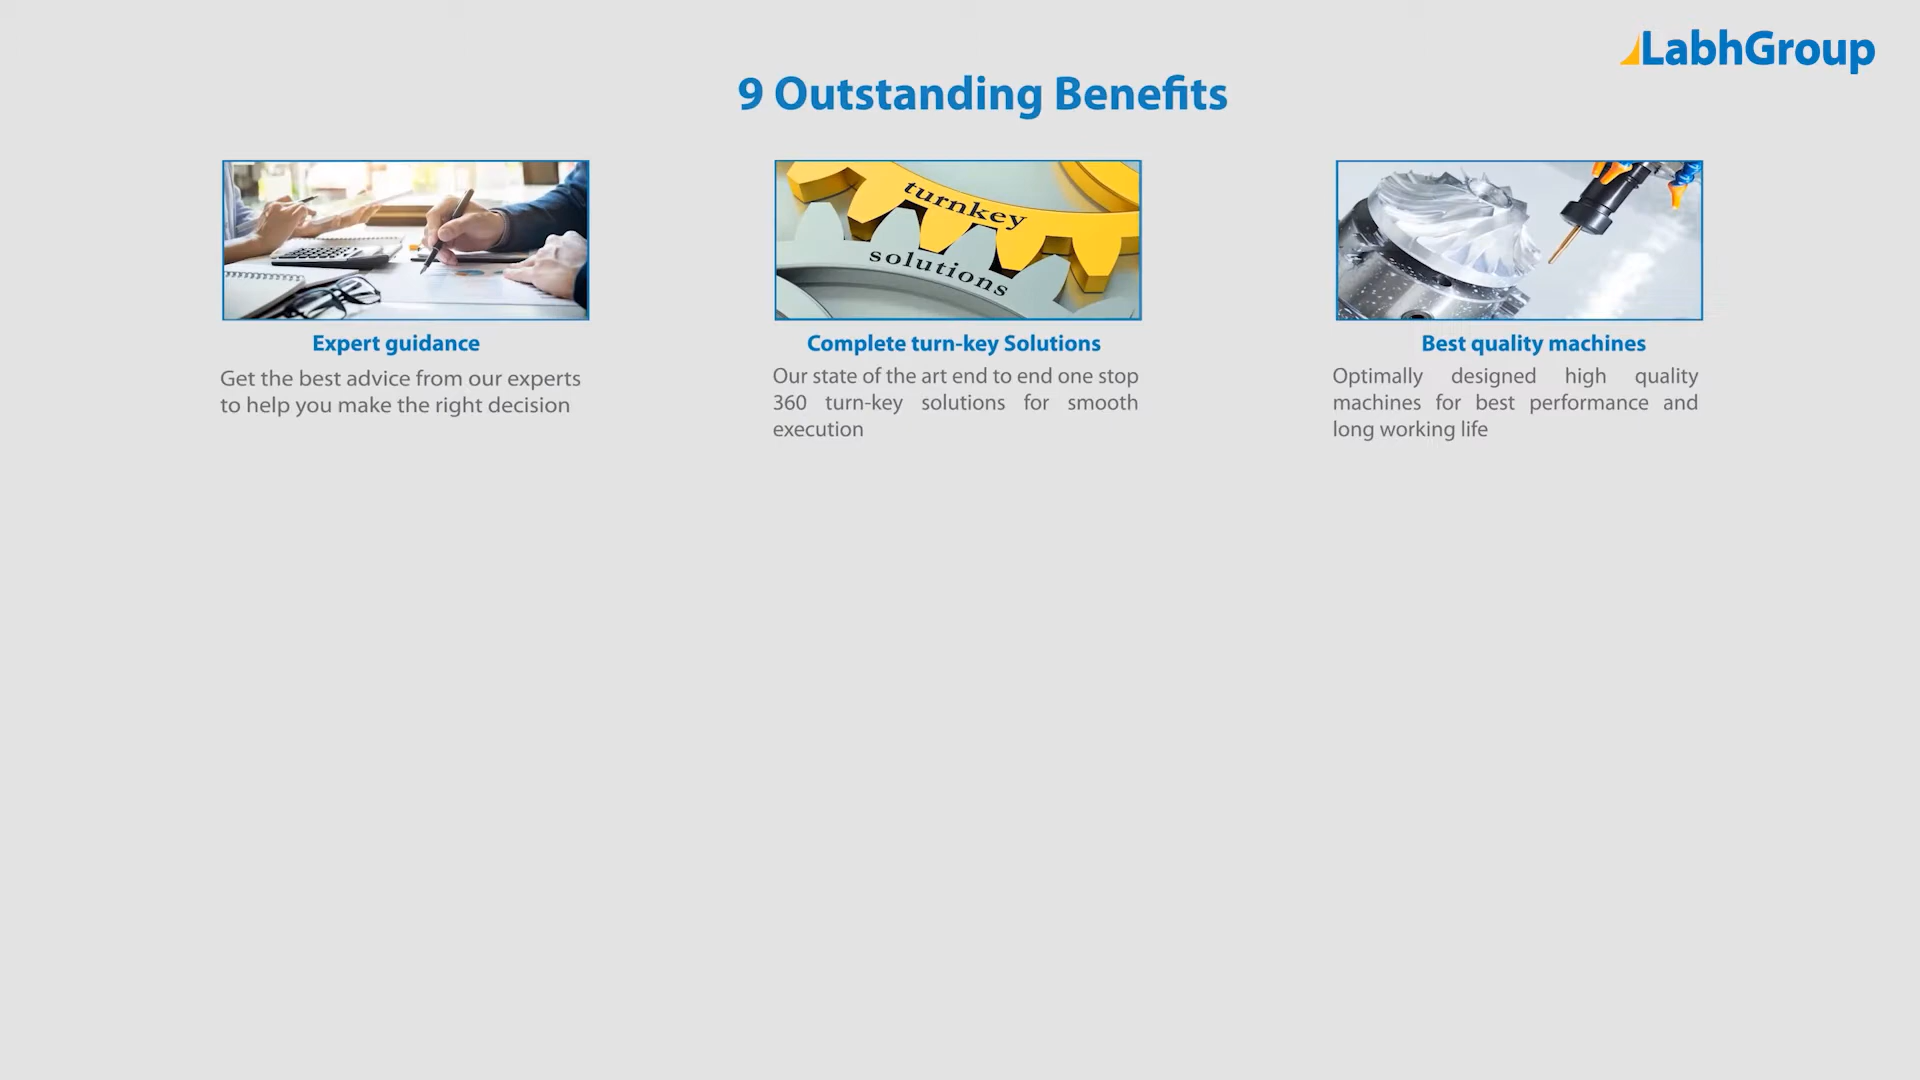 LabhGroup
9 Outstanding Benefits
turnkey
solutions
Expert guidance
Get the best advice from our experts
to help you make the right decision
Complete turn-key Solutions
Our state of the art end to end one stop
360 turn-key solutions for smooth
execution
Best quality machines
Optimally designed high quality
machines for best performance and
long working life